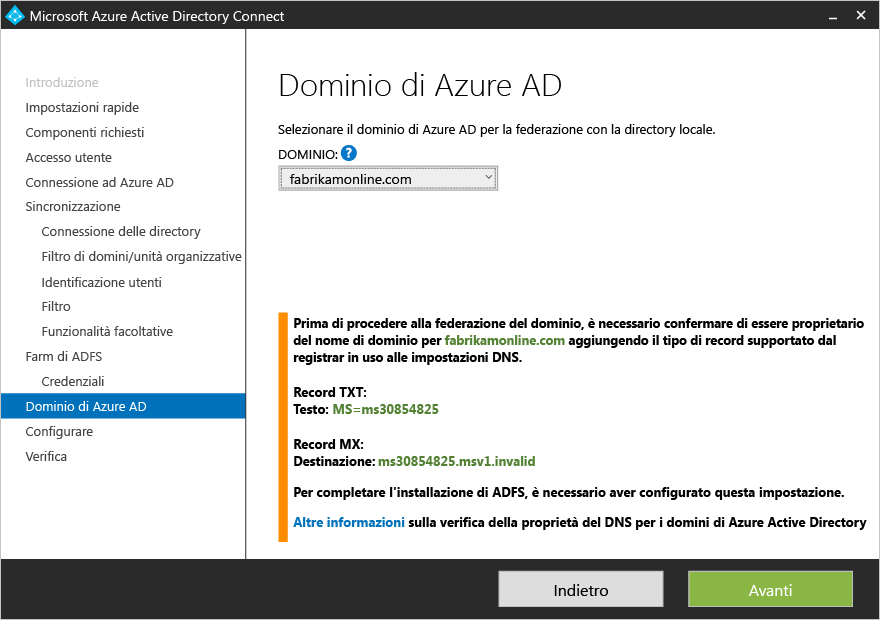 Microsoft Azure Active Directory Connect
Introduzione
Impostazioni rapide
Componenti richiesti
Accesso utente
Connessione ad Azure AD
Sincronizzazione
Connessione delle directory
Filtro di domini/unità organizzative
Identificazione utenti
Filtro
Funzionalità facoltative
Farm di ADFS
Credenziali
Dominio di Azure AD
Configurare
Verifica
Dominio di Azure AD
Selezionare il dominio di Azure AD per la federazione con la directory locale.
DOMINIO: ?
fabrikamonline.com
Prima di procedere alla federazione del dominio, è necessario confermare di essere proprietario
del nome di dominio per fabrikamonline.com aggiungendo il tipo di record supportato dal
registrar in uso alle impostazioni DNS.
Record TXT:
Testo: MS=ms30854825
Record MX:
Destinazione: ms30854825.msv1.invalid
Per completare l'installazione di ADFS, è necessario aver configurato questa impostazione.
Altre informazioni sulla verifica della proprietà del DNS per i domini di Azure Active Directory
Indietro
Avanti